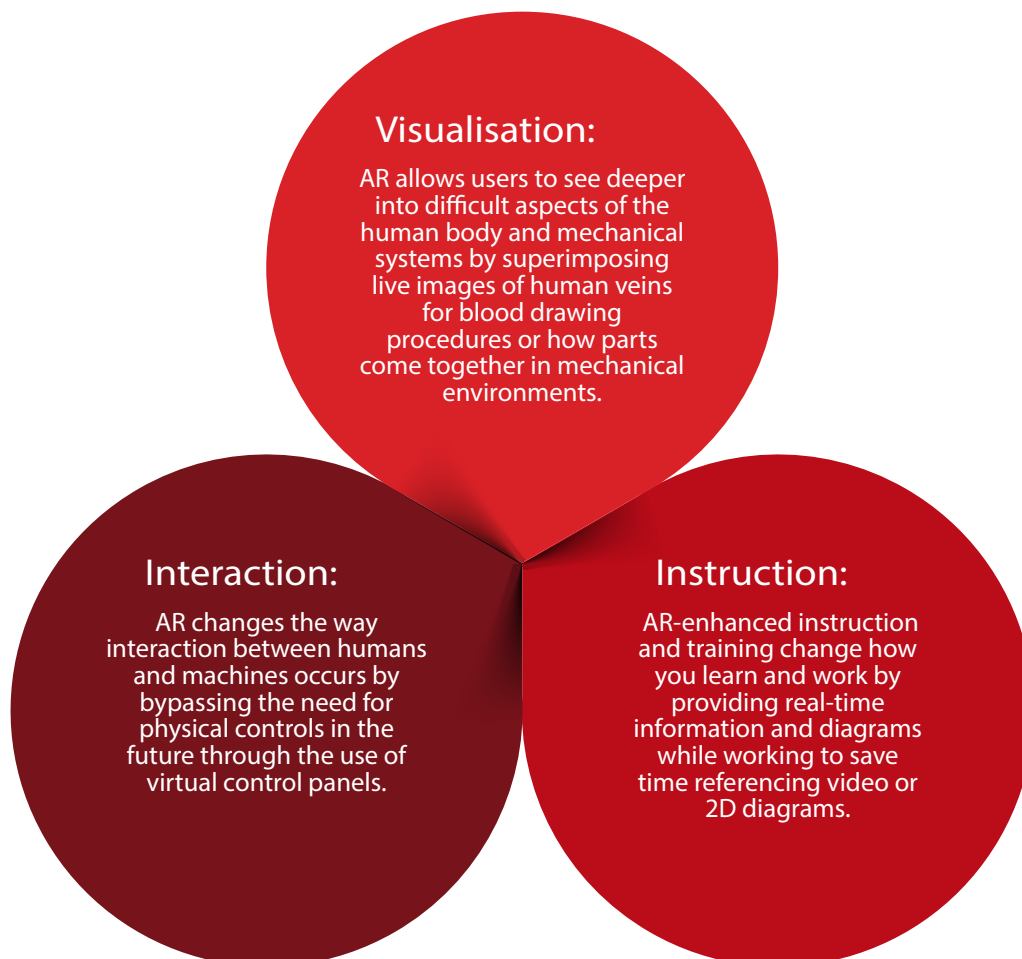 Visualisation:
AR allows users to see deeper
into difficult aspects of the
human body and mechanical
systems by superimposing
live images of human veins
for blood drawing
procedures or how parts
come together in mechanical
environments.
Interaction:
AR changes the way
interaction between humans
and machines occurs by
bypassing the need for
physical controls in the
future through the use of
virtual control panels.
Instruction:
AR-enhanced instruction
and training change how
you learn and work by
providing real-time
information and diagrams
while working to save
time referencing video or
2D diagrams.